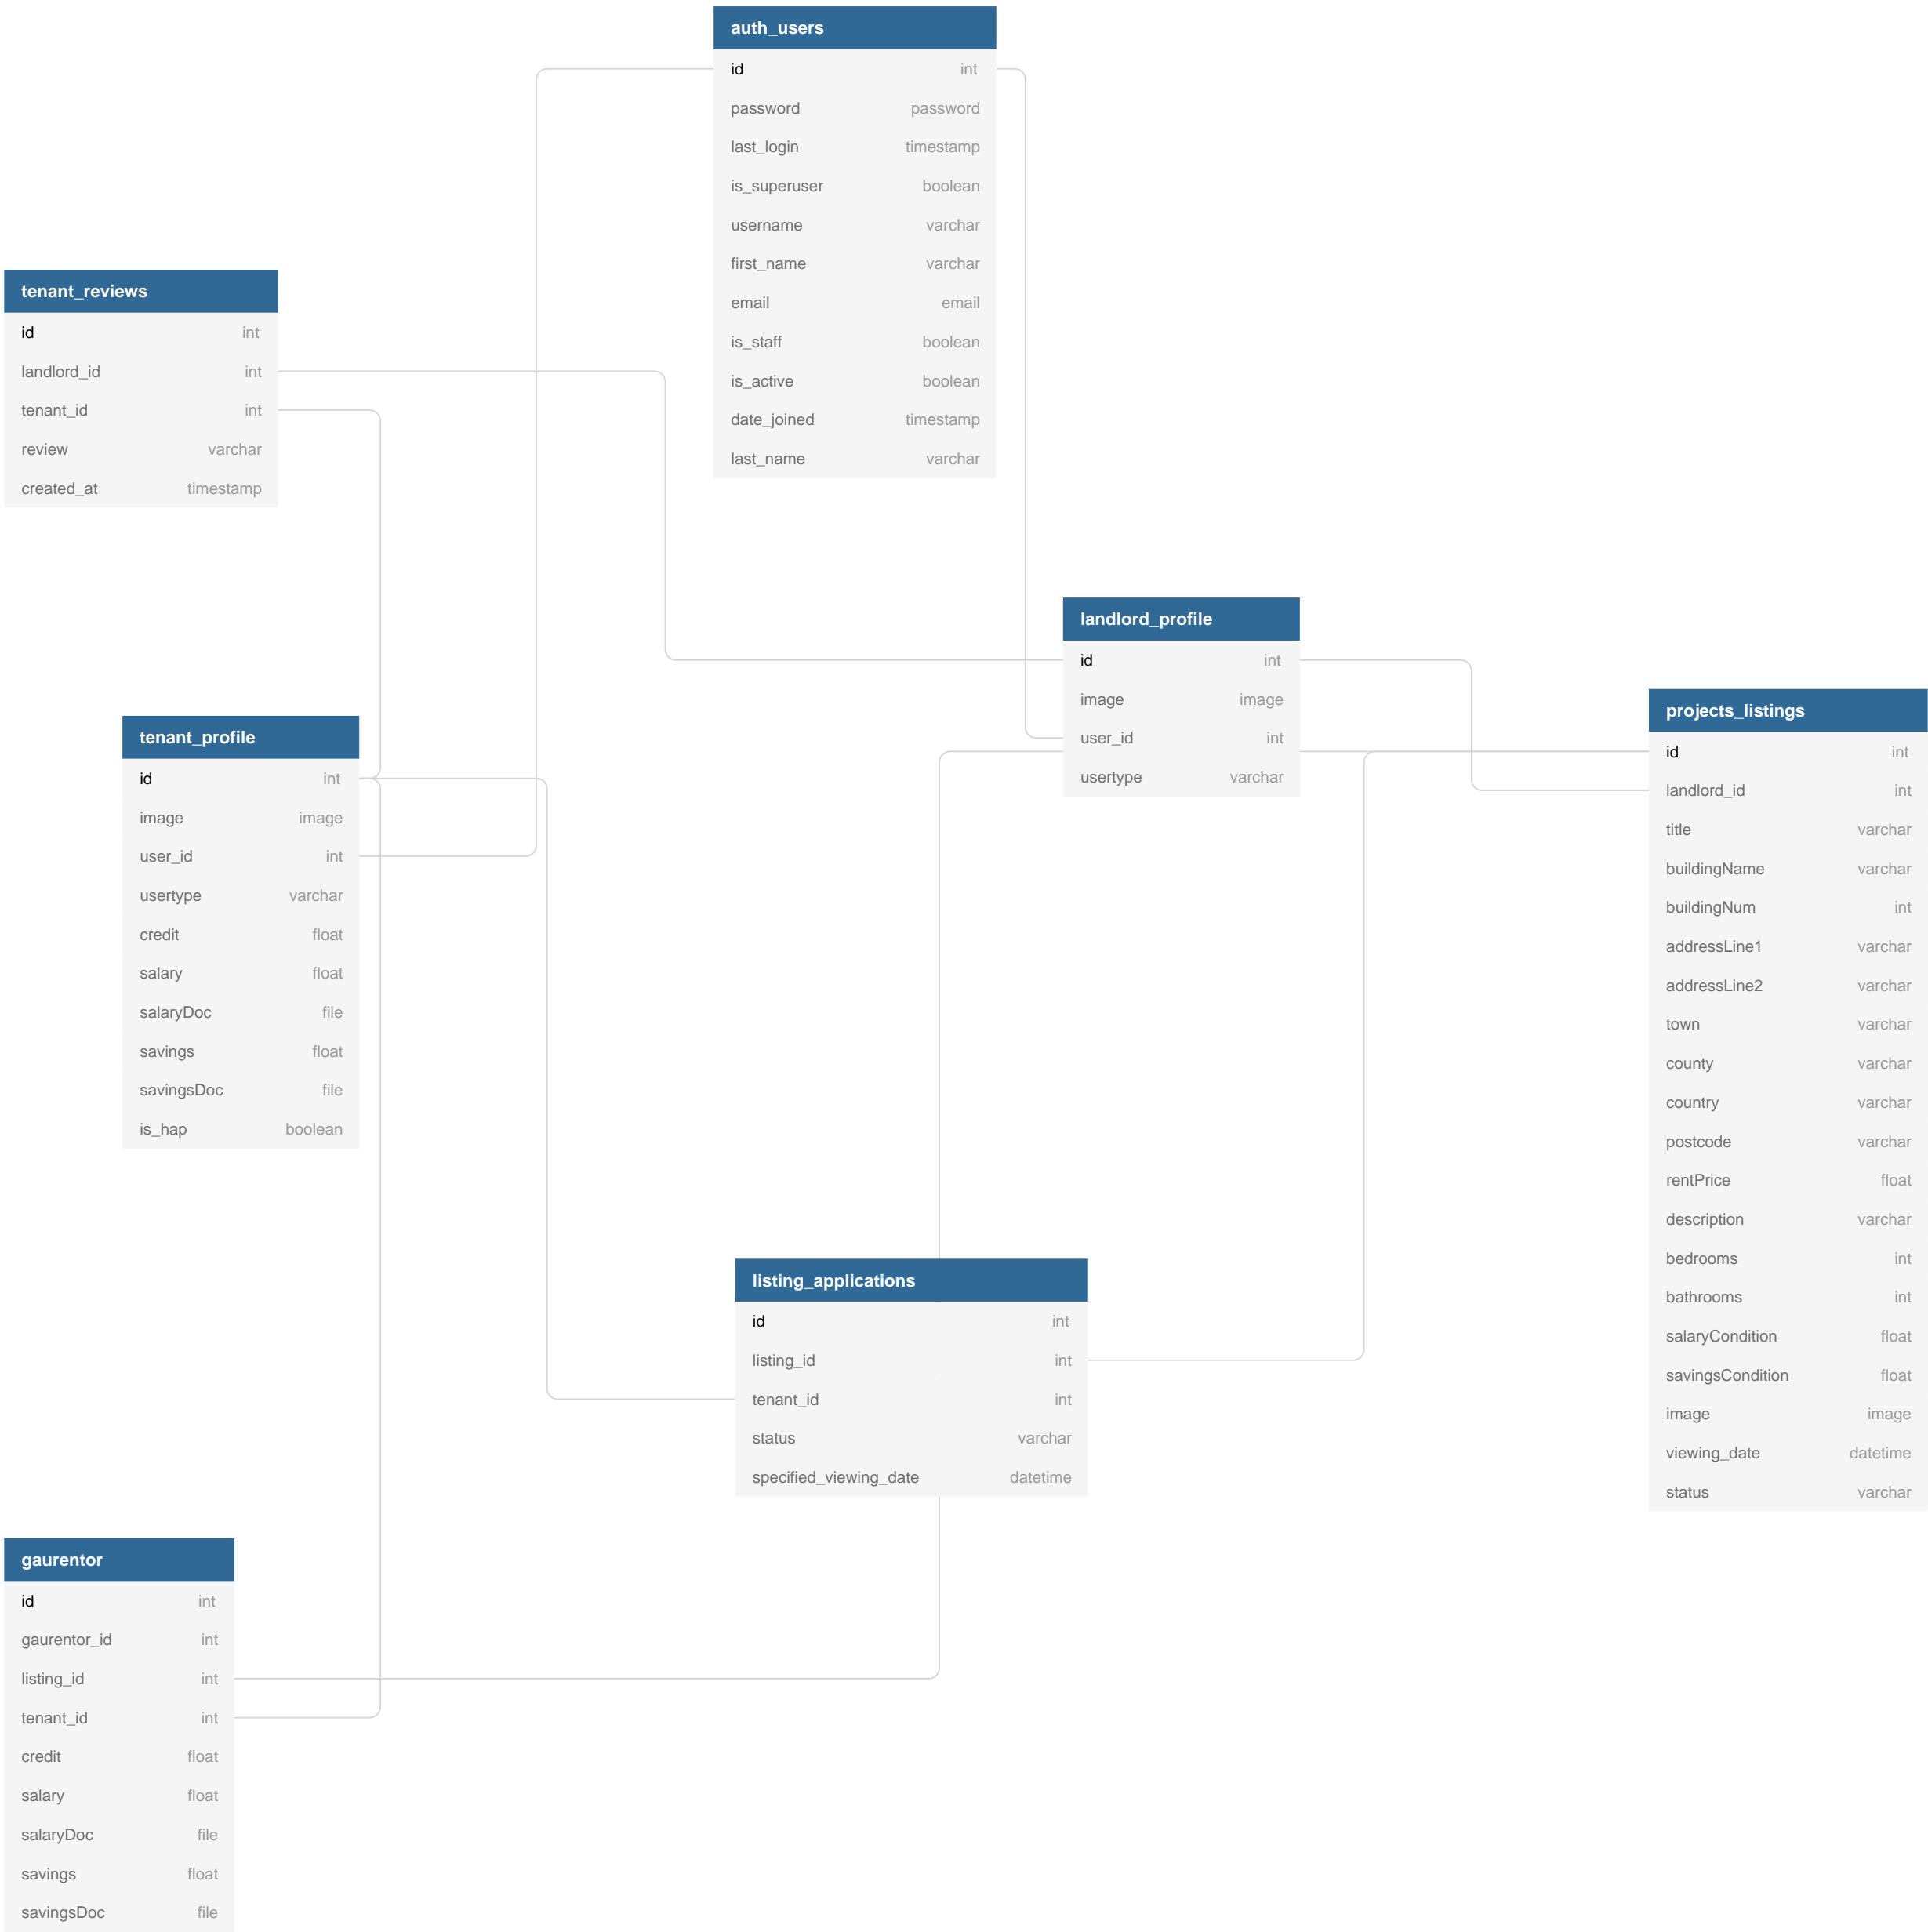 auth_users
id int
password password
last_login timestamp
is_superuser boolean
username varchar
first_name varchar
email email
is_staff boolean
is_active boolean
date_joined timestamp
last_name varchar
tenant_reviews
id int
landlord_id int
tenant_id int
review varchar
created_at timestamp
landlord_profile
id int
image image
user_id int
usertype varchar
projects_listings
id int
landlord_id int
title varchar
buildingName varchar
buildingNum int
addressLine1 varchar
addressLine2 varchar
town varchar
county varchar
country varchar
postcode varchar
rentPrice float
description varchar
bedrooms int
bathrooms int
salaryCondition float
savingsCondition float
image image
viewing_date datetime
status varchar
tenant_profile
id int
image image
user_id int
usertype varchar
credit float
salary float
salaryDoc file
savings float
savingsDoc file
is_hap boolean
listing_applications
id int
listing_id int
tenant_id int
status varchar
specified_viewing_date datetime
gaurentor
id int
gaurentor_id int
listing_id int
tenant_id int
credit float
salary float
salaryDoc file
savings float
savingsDoc file